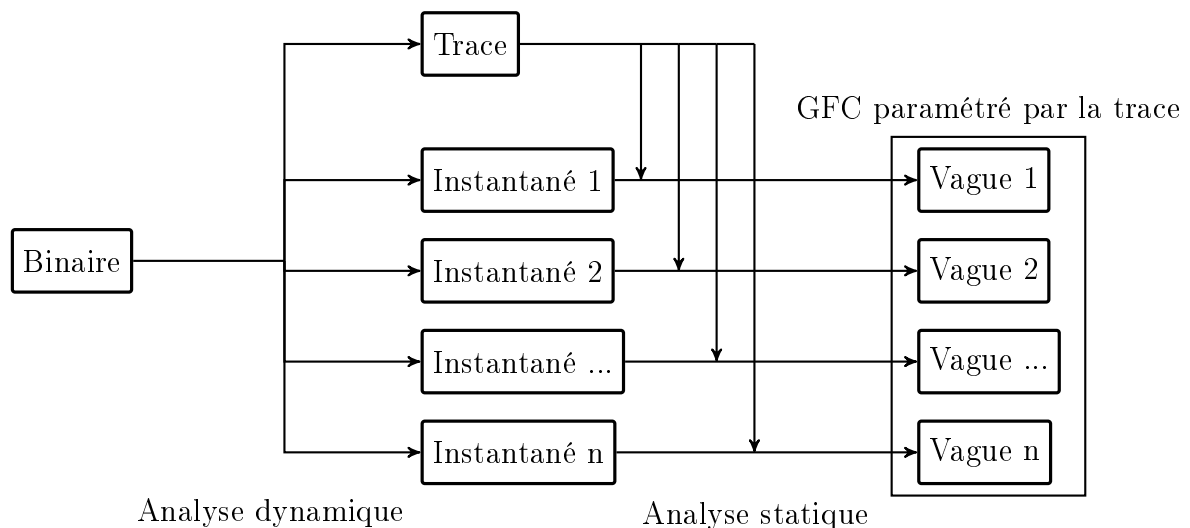 Trace
GFC paramétré par la trace
Instantané 1
Vague 1
Binaire
Instantané 2
Vague 2
Instantané ...
Vague ...
Instantané n
Vague n
Analyse dynamique
Analyse statique